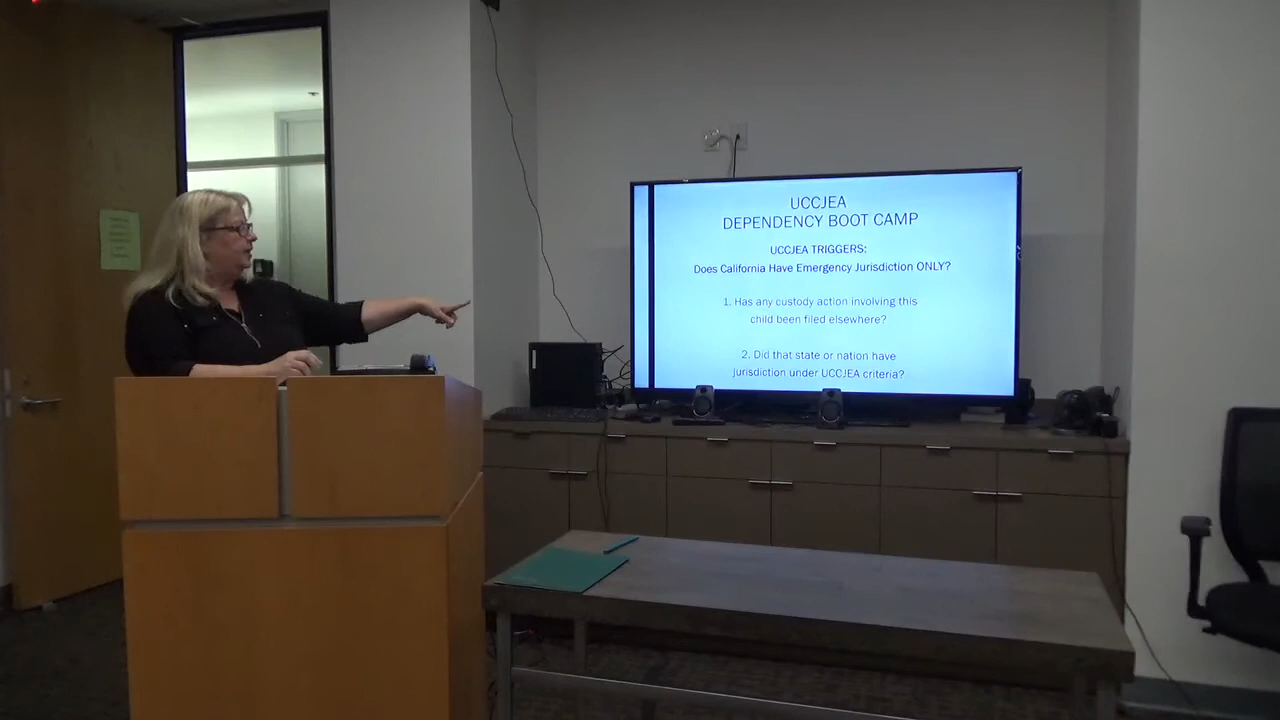 UCCJEA
DEPENDENCY BOOT CAMP
UCCJEA TRIGGERS:
Does California Have Emergency Jurisdiction ONLY?
1. Has any custody action involving this
child been filed elsewhere?
2. Did that state or nation have
jurisdiction under UCCJEA criteria?